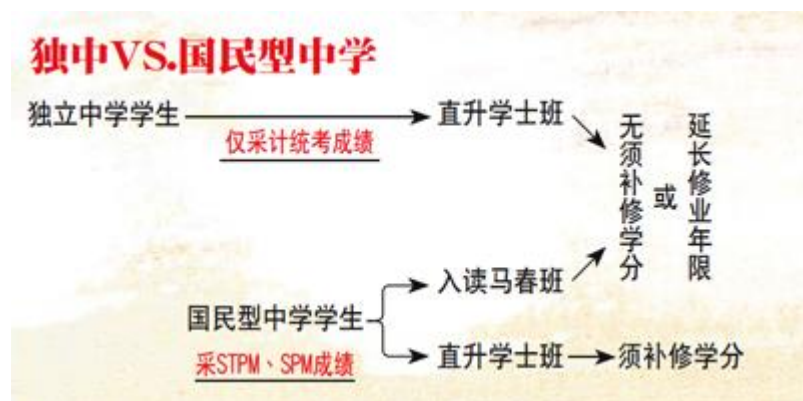 独中VS.国民型中学
独立中学学生
仅采计统考成绩
直升学士班
无须补修学分
或
延长修业年限
国民型中学学生
采STPM、SPM成绩
入读马春班
直升学士班
须补修学分